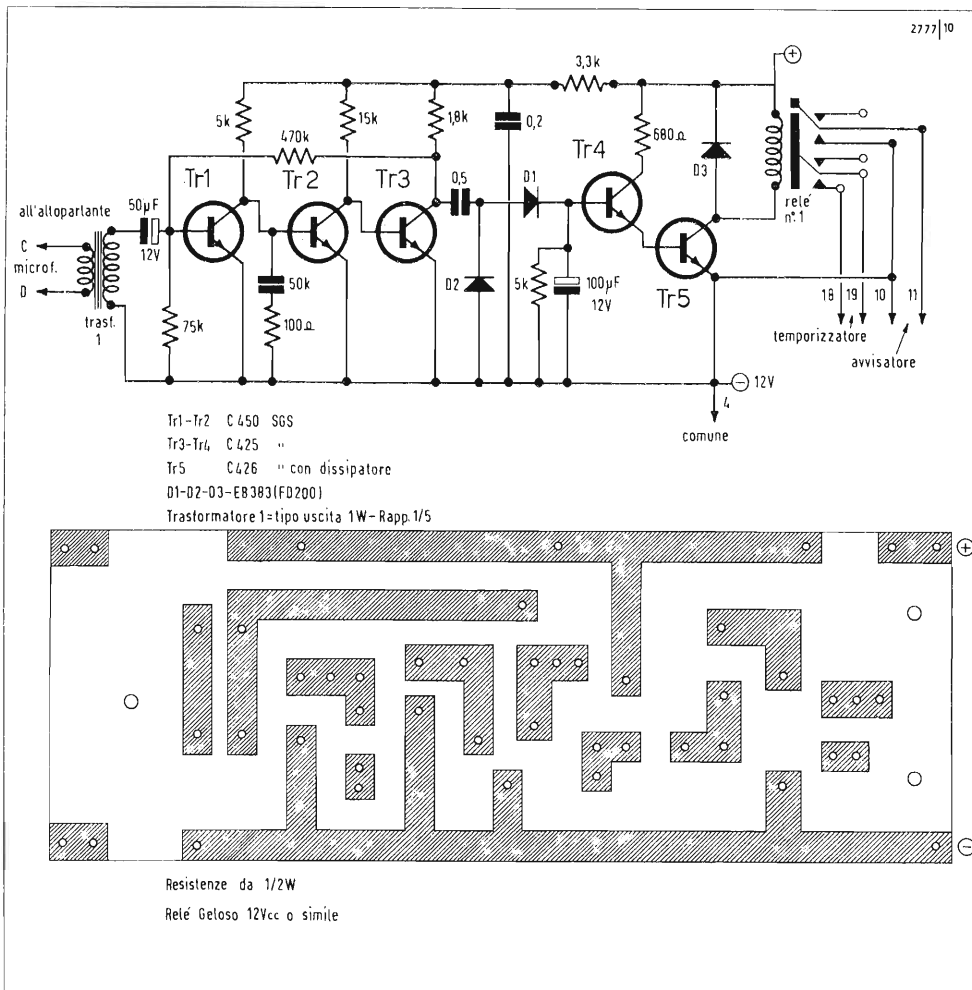 2777|10
+
3,3k
5k
15k
1,8k
0,2
680Ω
470k
Tr4
D3
Tr1
Tr2
Tr3
0,5
D1
relé
n°.1
all'altoparlante
50µF
12V
C
microf.
D
trasf.
1
75k
50k
100Ω
D2
5k
100µF
12V
Tr5
18 19 10 11
temporizzatore
avvisatore
− 12V
4
comune
Tr1-Tr2 C450 SGS
Tr3-Tr4 C425 "
Tr5 C426 " con dissipatore
D1-D2-D3-EB383(FD200)
Trasformatore 1=tipo uscita 1W-Rapp.1/5
+
−
Resistenze da 1/2W
Relé Geloso 12Vcc o simile